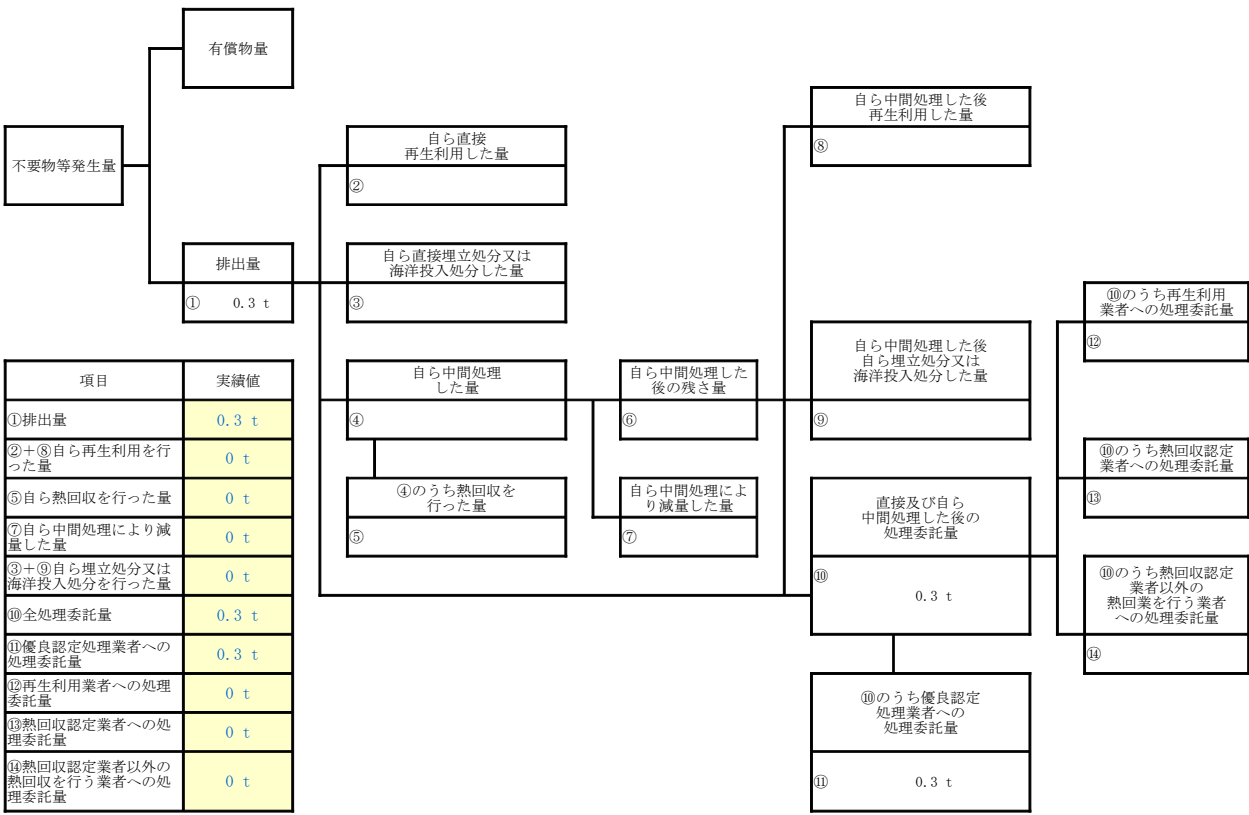 有償物量
不要物等発生量
排出量
①　0.3 t
自ら直接
再生利用した量
②
自ら直接埋立処分又は
海洋投入処分した量
③
自ら中間処理
した量
④
④のうち熱回収を
行った量
⑤
自ら中間処理した
後の残さ量
⑥
自ら中間処理によ
り減量した量
⑦
自ら中間処理した後
再生利用した量
⑧
自ら中間処理した後
自ら埋立処分又は
海洋投入処分した量
⑨
直接及び自ら
中間処理した後の
処理委託量
⑩
0.3 t
⑩のうち優良認定
処理業者への
処理委託量
⑪　0.3 t
⑩のうち再生利用
業者への処理委託量
⑫
⑩のうち熱回収認定
業者への処理委託量
⑬
⑩のうち熱回収認定
業者以外の
熱回業を行う業者
への処理委託量
⑭
項目　実績値
①排出量　0.3 t
②＋⑧自ら再生利用を行
った量　0 t
⑤自ら熱回収を行った量　0 t
⑦自ら中間処理により減
量した量　0 t
③＋⑨自ら埋立処分又は
海洋投入処分を行った量　0 t
⑩全処理委託量　0.3 t
⑪優良認定処理業者への
処理委託量　0.3 t
⑫再生利用業者への処理
委託量　0 t
⑬熱回収認定業者への処
理委託量　0 t
⑭熱回収認定業者以外の
熱回収を行う業者への処
理委託量　0 t